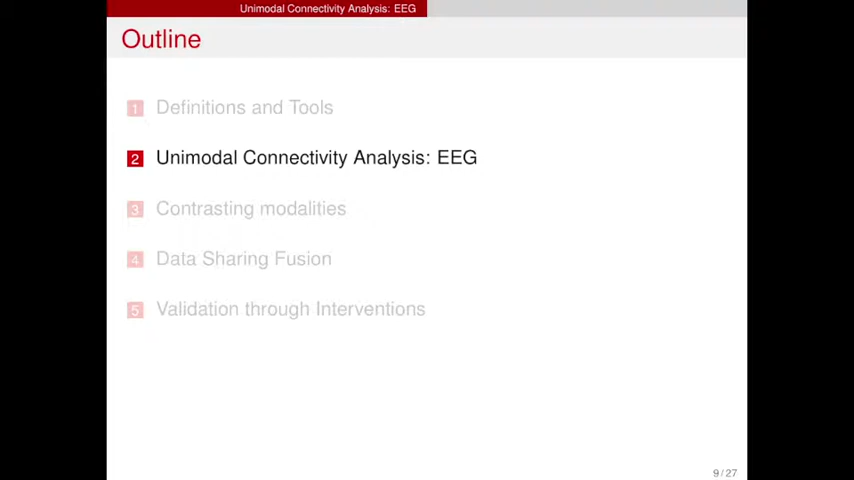 Unimodal Connectivity Analysis: EEG
Outline
1 Definitions and Tools
2 Unimodal Connectivity Analysis: EEG
3 Contrasting modalities
4 Data Sharing Fusion
5 Validation through Interventions
9 / 27